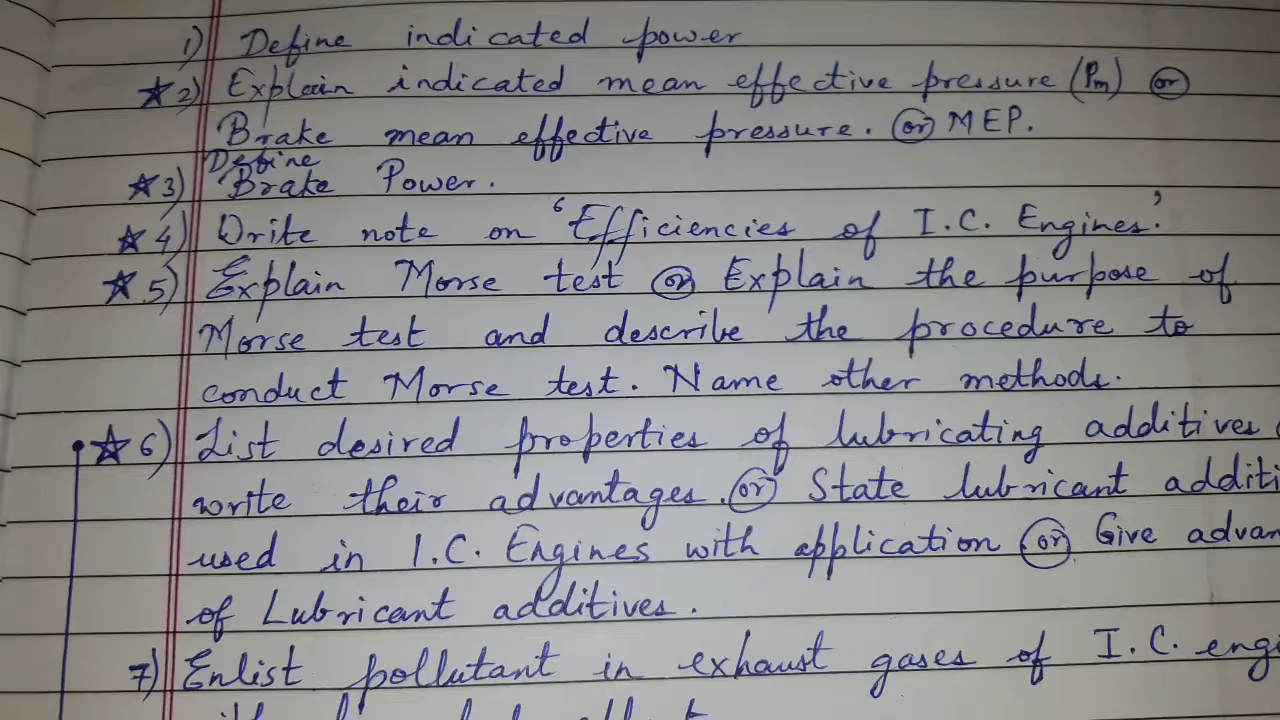 1) Define indicated power
★2) Explain indicated mean effective pressure (Pm) or
Brake mean effective pressure. or MEP.
Define
★3) Brake Power.
★4) Write note on 'Efficiencies of I.C. Engines.'
★5) Explain Morse test or Explain the purpose of
Morse test and describe the procedure to
conduct Morse test. Name other methods.
★6) List desired properties of lubricating additives
write their advantages. or State lubricant additi
used in I.C. Engines with application or Give advan
of Lubricant additives.
7) Enlist pollutant in exhaust gases of I.C. engi